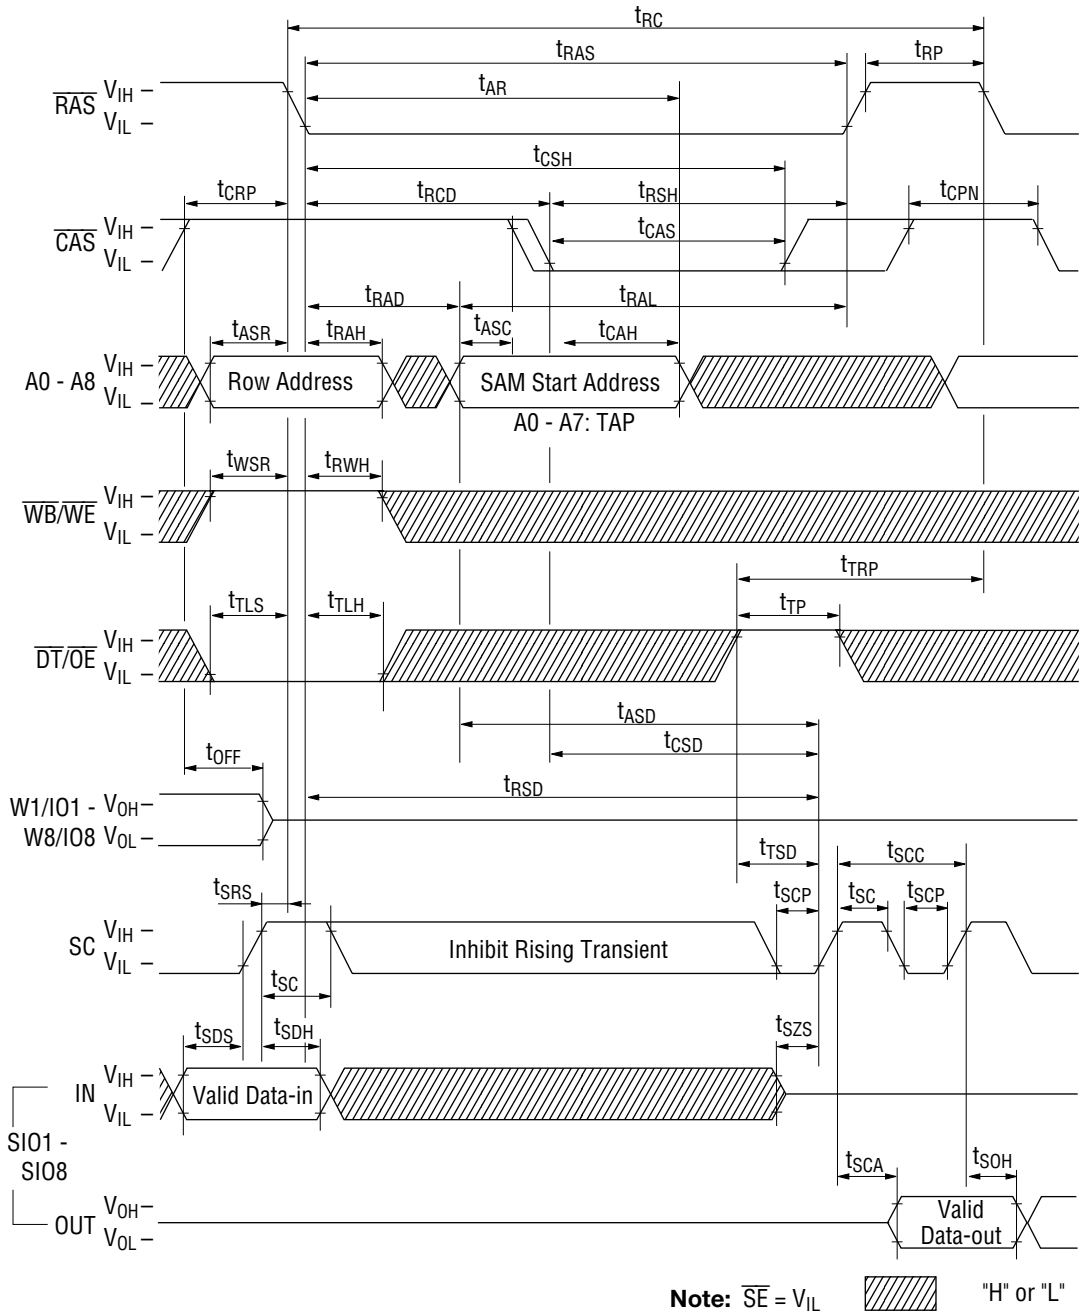 tRC
tRAS
tRP
RAS VIH
VIL
tAR
tCSH
tCRP
tRCD
tRSH
tCPN
CAS VIH
VIL
tCAS
tRAD
tRAL
tASR
tRAH
tASC
tCAH
A0 - A8 VIH
VIL
Row Address
SAM Start Address
A0 - A7: TAP
tWSR
tRWH
WB/WE VIH
VIL
tTRP
tTLS
tTLH
tTP
DT/OE VIH
VIL
tASD
tCSD
tOFF
tRSD
W1/IO1 - VOH
W8/IO8 VOL
tTSD
tSCC
tSRS
tSCP
tSC
tSCP
SC VIH
VIL
Inhibit Rising Transient
tSC
tSDS
tSDH
tSZS
IN VIH
VIL
Valid Data-in
SIO1 -
SIO8
tSCA
tSOH
OUT VOH
VOL
Valid
Data-out
Note: SE = VIL
"H" or "L"